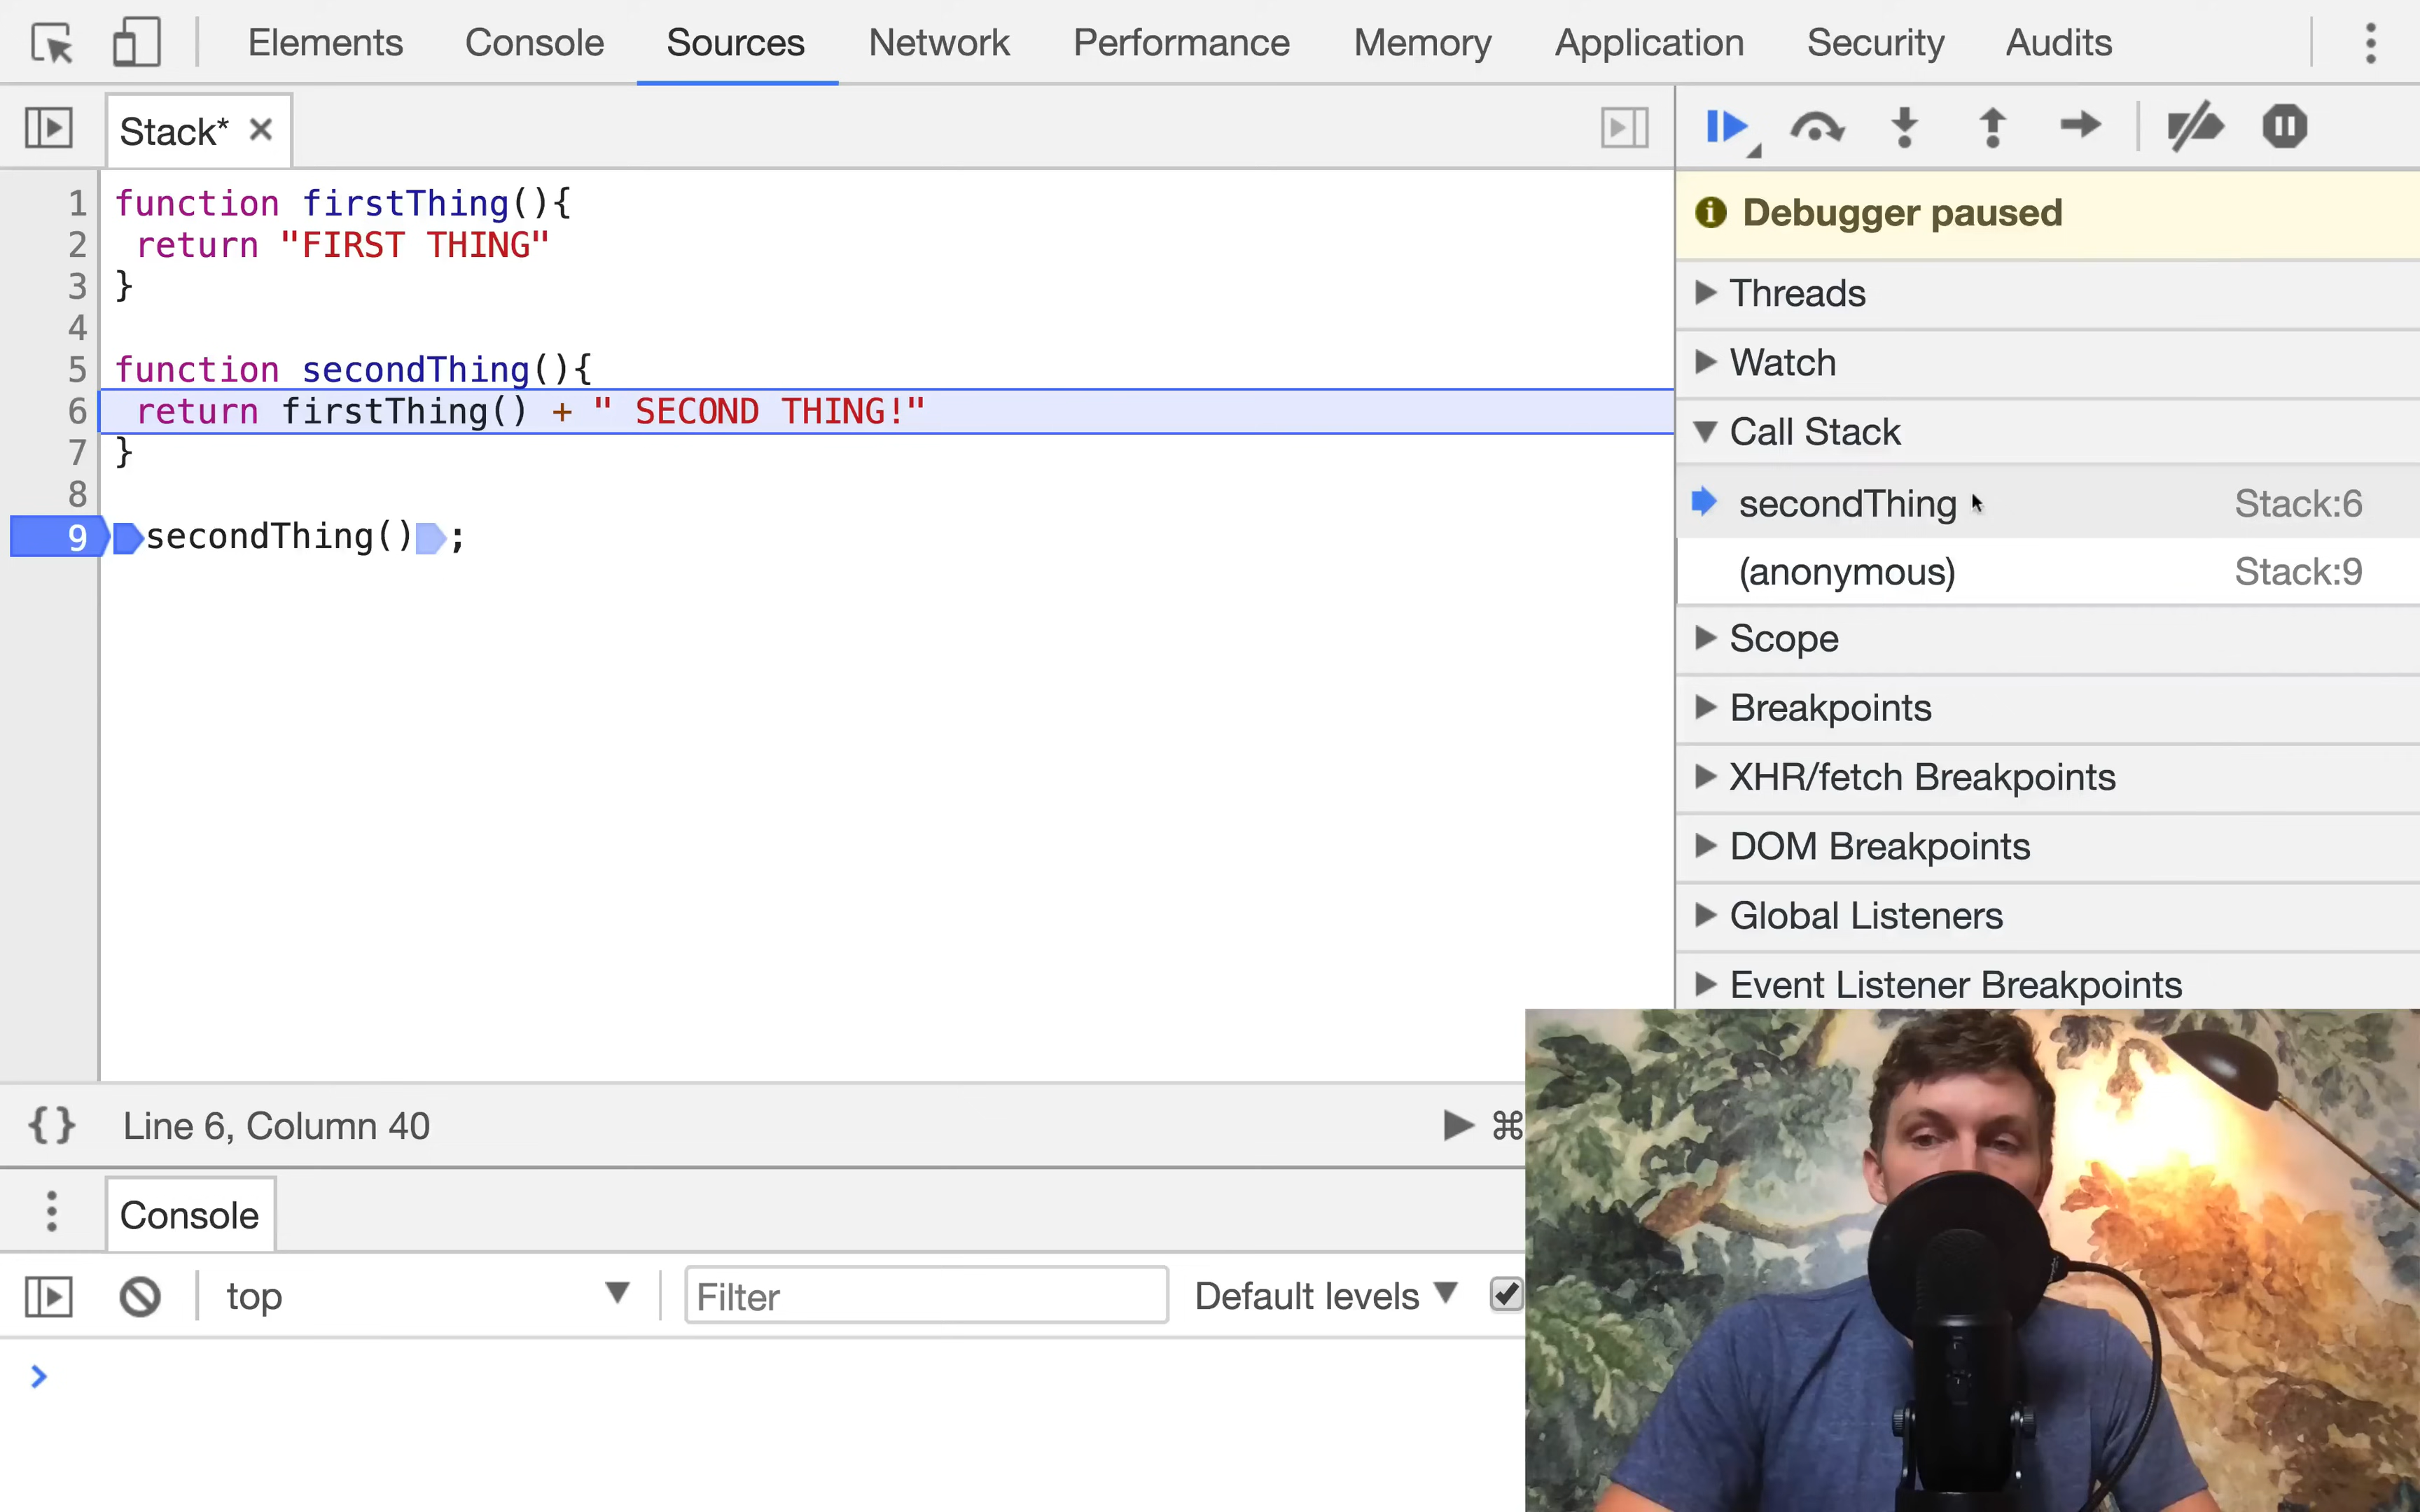 Elements Console Sources Network Performance Memory Application Security Audits
Stack*
Debugger paused
1 function firstThing(){
2 return "FIRST THING"
3 }
4
5 function secondThing(){
6 return firstThing() + " SECOND THING!"
7 }
8
9 secondThing();
Threads
Watch
Call Stack
secondThing Stack:6
(anonymous) Stack:9
Scope
Breakpoints
XHR/fetch Breakpoints
DOM Breakpoints
Global Listeners
Event Listener Breakpoints
{} Line 6, Column 40 ⌘
Console
top Filter Default levels